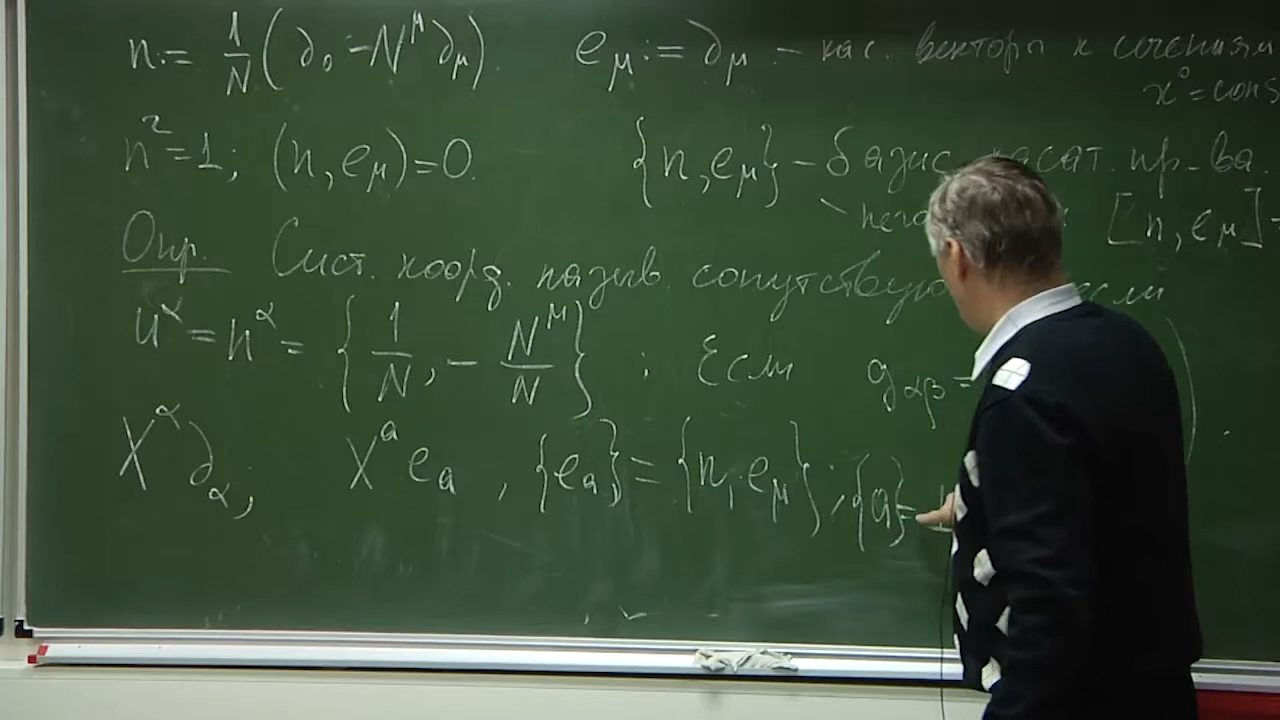 n := 1/N (∂₀ - N^μ ∂_μ). e_μ := ∂_μ - кас. векторы к сечениям
x⁰ = cons
n² = 1; (n, e_μ) = 0. {n, e_μ} - базис касат. пр-ва.
[n, e_μ]
Опр. Сист. коорд. назыв. если
u^α = n^α = {1/N, - N^μ/N} ; Если g_αβ =
X^α ∂_α; X^a e_a, {e_a} = {n, e_μ}; {a} =